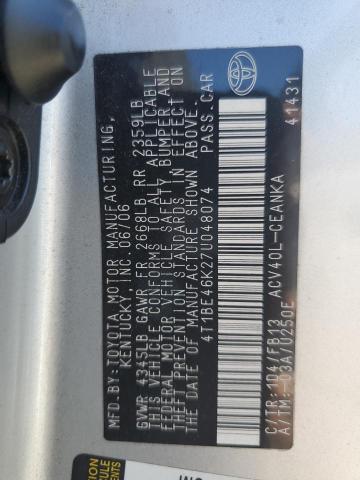 MFD.BY:TOYOTA MOTOR MANUFACTURING,
KENTUCKY, INC. 06/06
GVWR 4345LB GAWR FR 2668LB RR 2359LB
THIS VEHICLE CONFORMS TO ALL APPLICABLE
FEDERAL MOTOR VEHICLE SAFETY BUMPER AND
THEFT PREVENTION STANDARDS IN EFFECT ON
THE DATE OF MANUFACTURE SHOWN ABOVE.
4T1BE46K27U048074 PASS.CAR
C/TR:1D4/FB13 ACV40L-CEANKA
A/TM:-03A/U250E 41431
TOYOTA